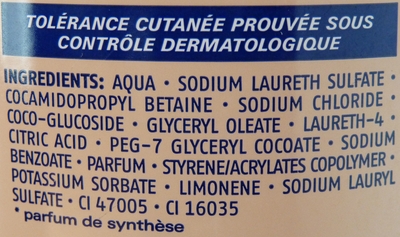 TOLÉRANCE CUTANÉE PROUVÉE SOUS
CONTRÔLE DERMATOLOGIQUE
INGREDIENTS: AQUA • SODIUM LAURETH SULFATE •
COCAMIDOPROPYL BETAINE • SODIUM CHLORIDE •
COCO-GLUCOSIDE • GLYCERYL OLEATE • LAURETH-4 •
CITRIC ACID • PEG-7 GLYCERYL COCOATE • SODIUM
BENZOATE • PARFUM • STYRENE/ACRYLATES COPOLYMER •
POTASSIUM SORBATE • LIMONENE • SODIUM LAURYL
SULFATE • CI 47005 • CI 16035
• parfum de synthèse